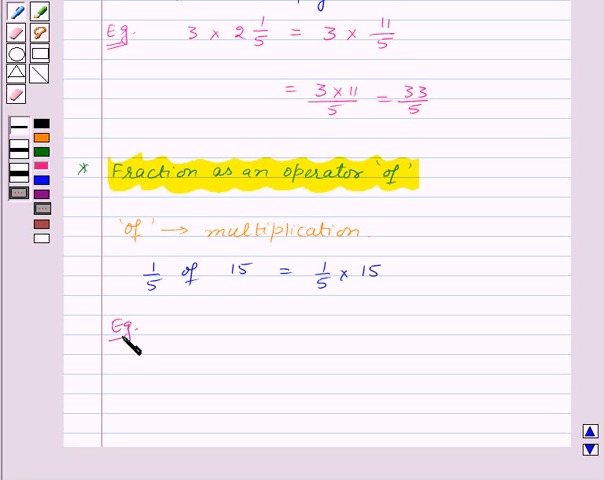 Eg. 3 × 2 1/5 = 3 × 11/5
= 3 × 11/5 = 33/5
* Fraction as an operator 'of'
'of' → multiplication.
1/5 of 15 = 1/5 × 15
Eg.